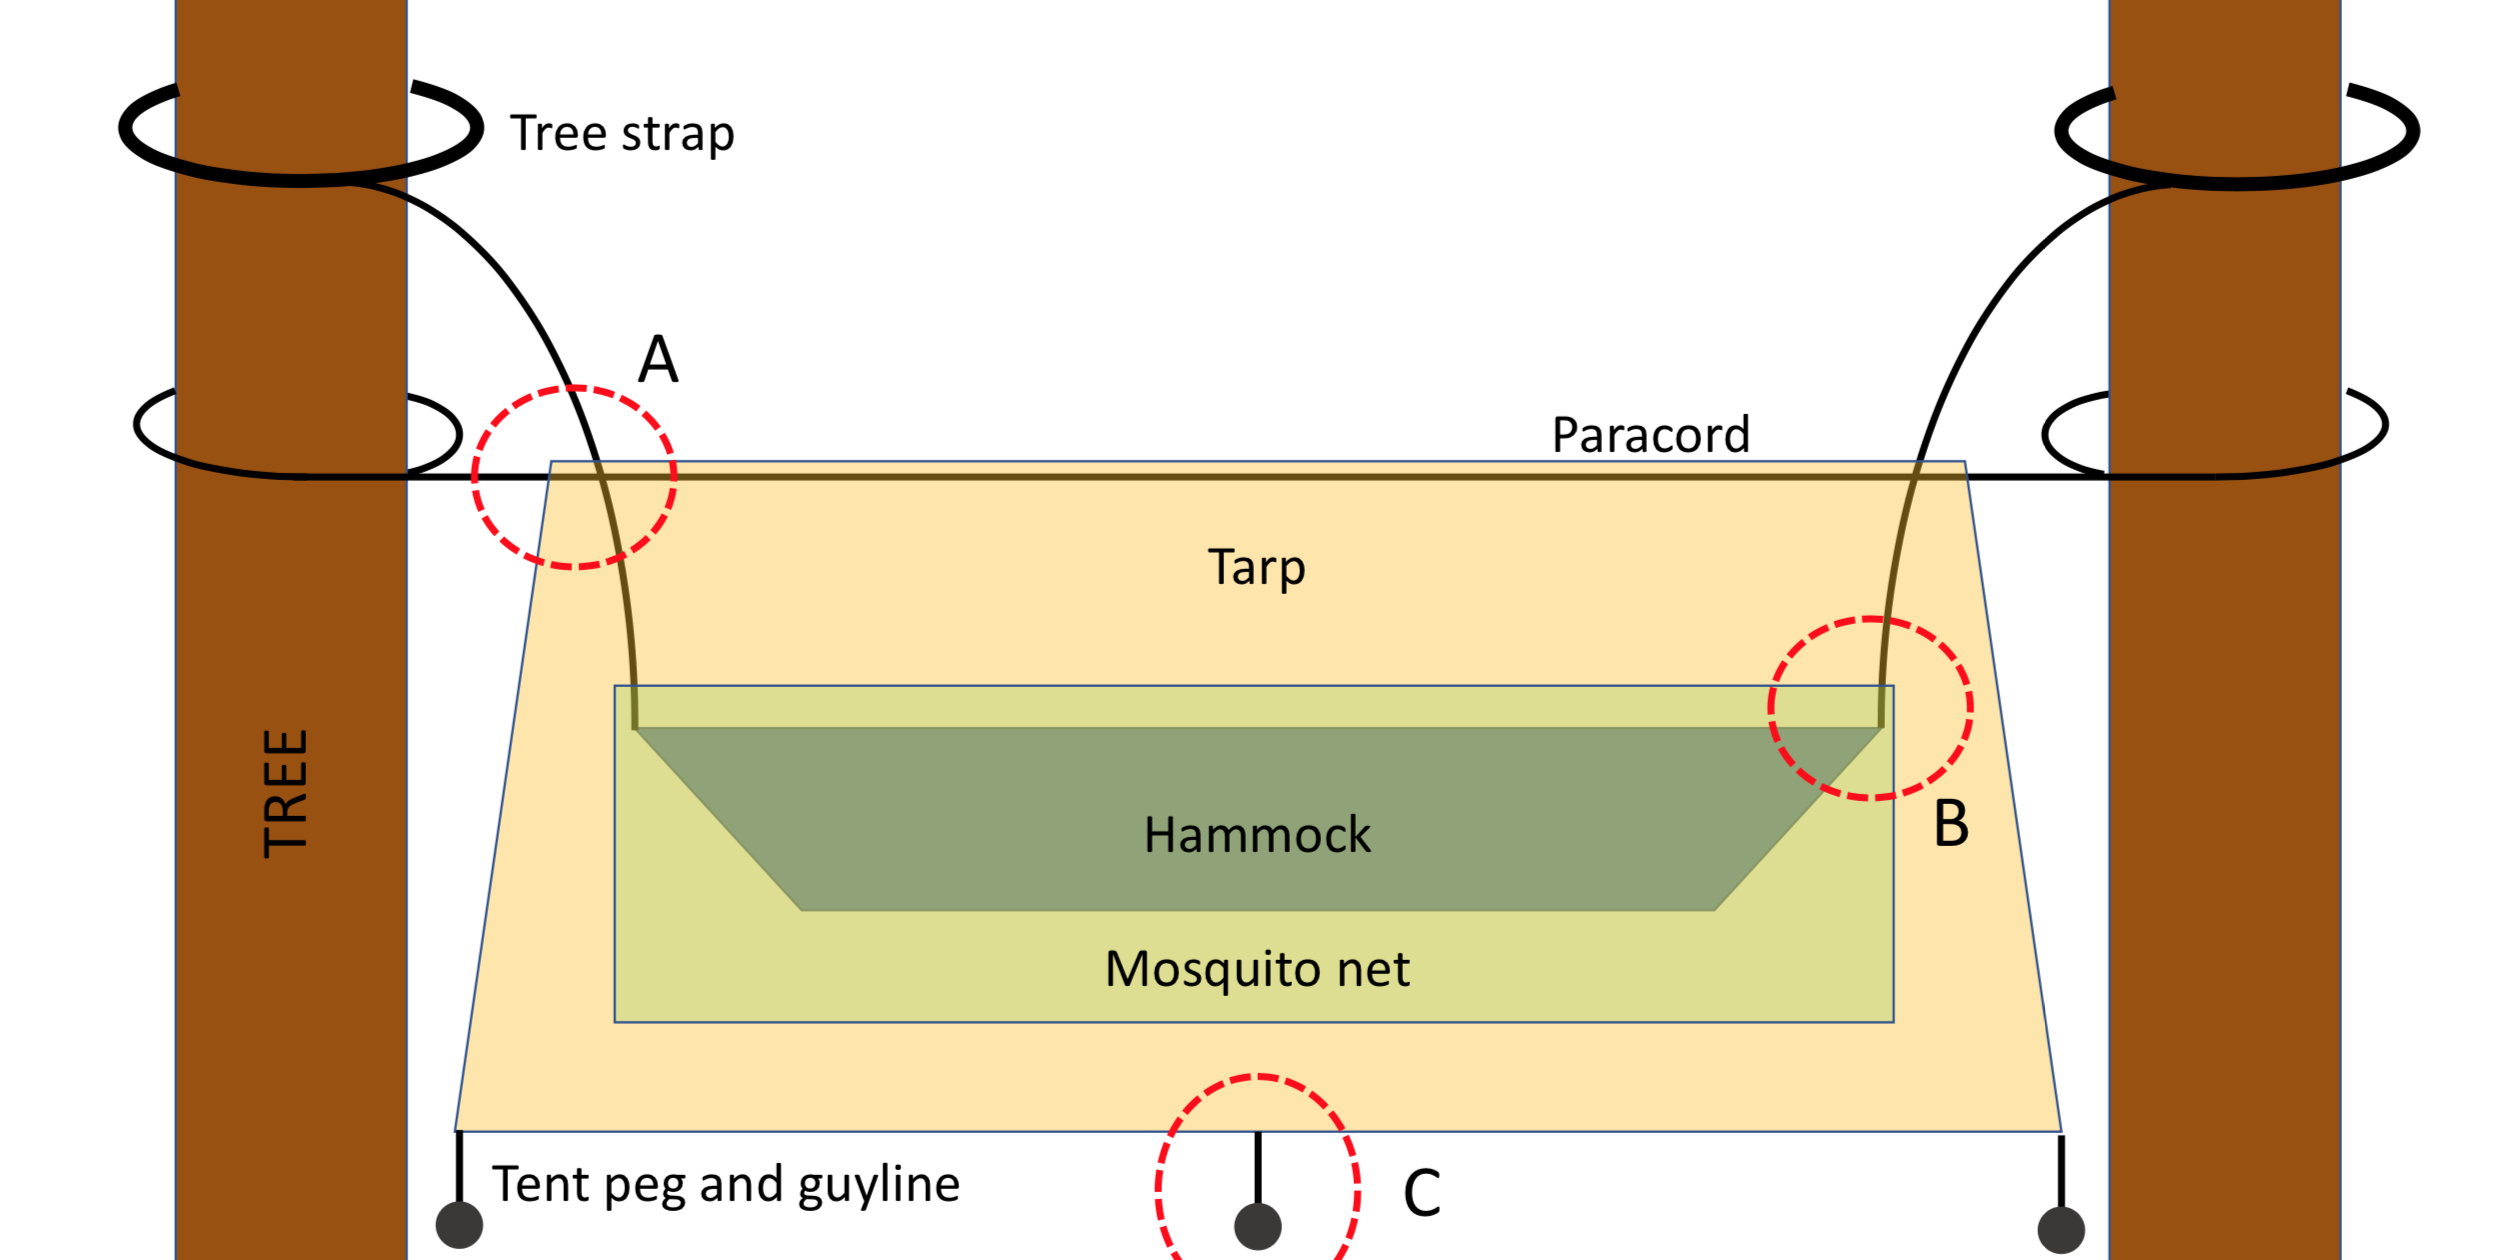 Tree strap
A
Paracord
Tarp
TREE
B
Hammock
Mosquito net
Tent peg and guyline
C